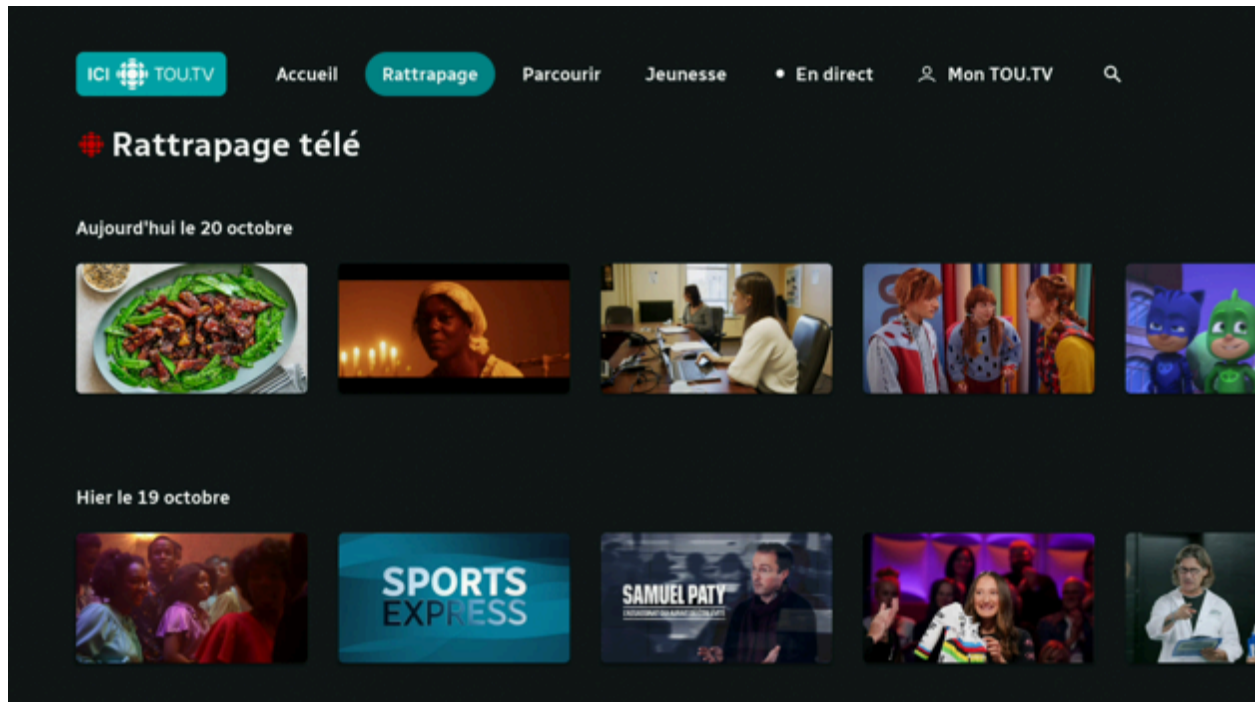 ICI TOU.TV Accueil Rattrapage Parcourir Jeunesse En direct Mon TOU.TV
Rattrapage télé
Aujourd'hui le 20 octobre
Hier le 19 octobre
SPORTS
EXPRESS
SAMUEL PATY